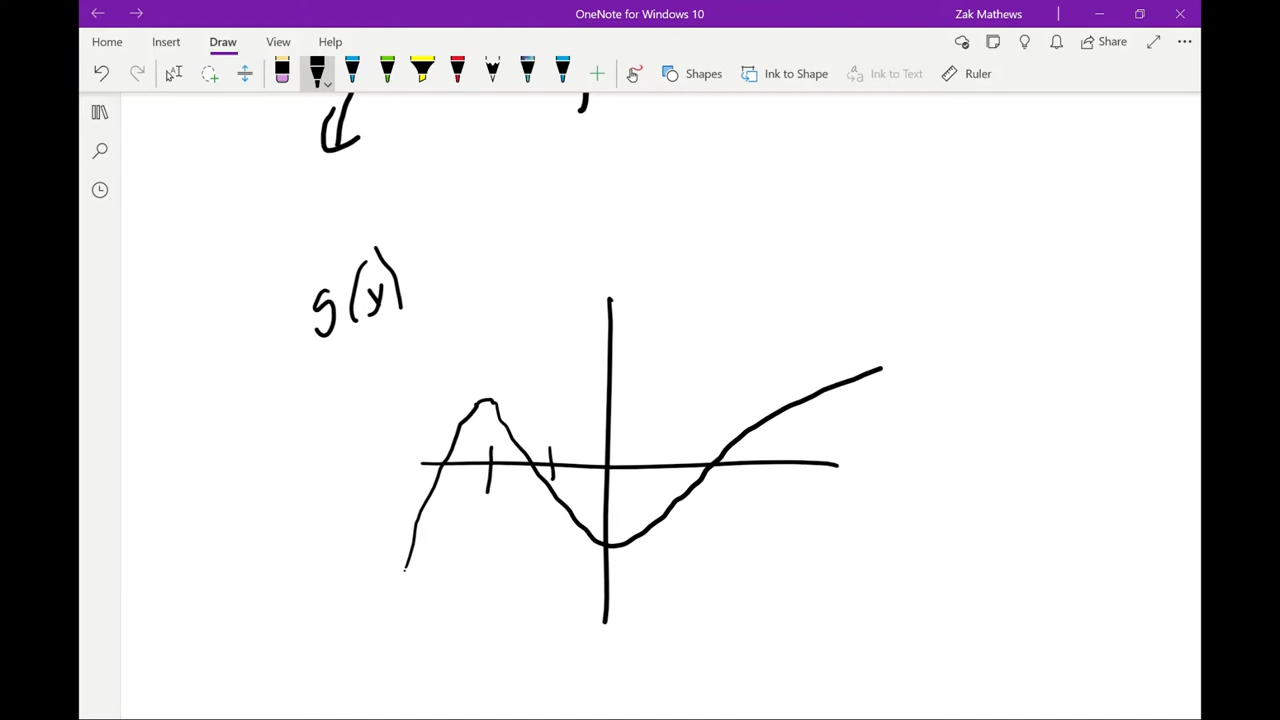 OneNote for Windows 10
Zak Mathews
Home Insert Draw View Help
Share
Shapes Ink to Shape Ink to Text Ruler
g(x)